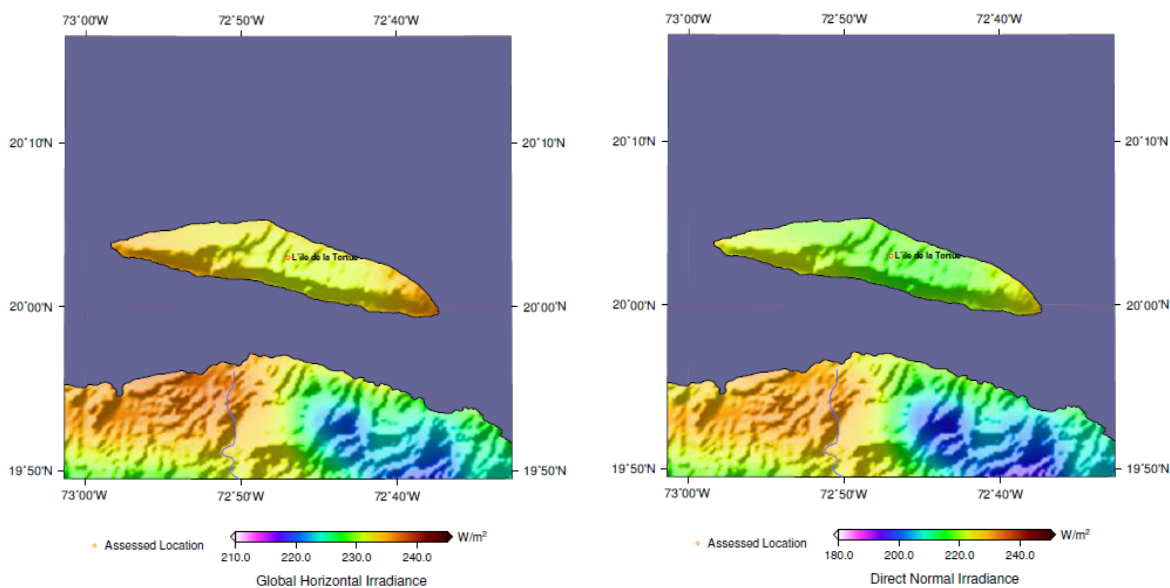 73˚00'W 72˚50'W 72˚40'W
20˚10'N 20˚10'N
L'île de la Tortue
20˚00'N 20˚00'N
19˚50'N 19˚50'N
73˚00'W 72˚50'W 72˚40'W
Assessed Location
W/m²
210.0 220.0 230.0 240.0
Global Horizontal Irradiance
73˚00'W 72˚50'W 72˚40'W
20˚10'N 20˚10'N
L'île de la Tortue
20˚00'N 20˚00'N
19˚50'N 19˚50'N
73˚00'W 72˚50'W 72˚40'W
Assessed Location
W/m²
180.0 200.0 220.0 240.0
Direct Normal Irradiance